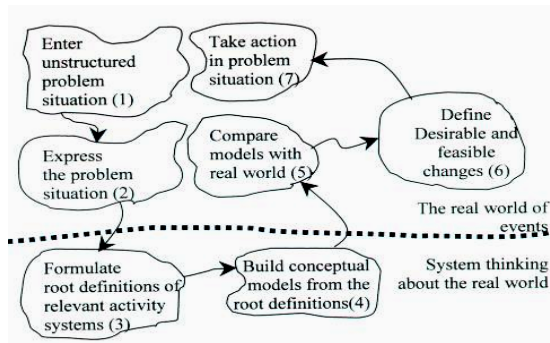 Enter
unstructured
problem
situation (1)
Take action
in problem
situation (7)
Express
the problem
situation (2)
Compare
models with
real world (5)
Define
Desirable and
feasible
changes (6)
The real world of
events
Formulate
root definitions of
relevant activity
systems (3)
Build conceptual
models from the
root definitions(4)
System thinking
about the real world